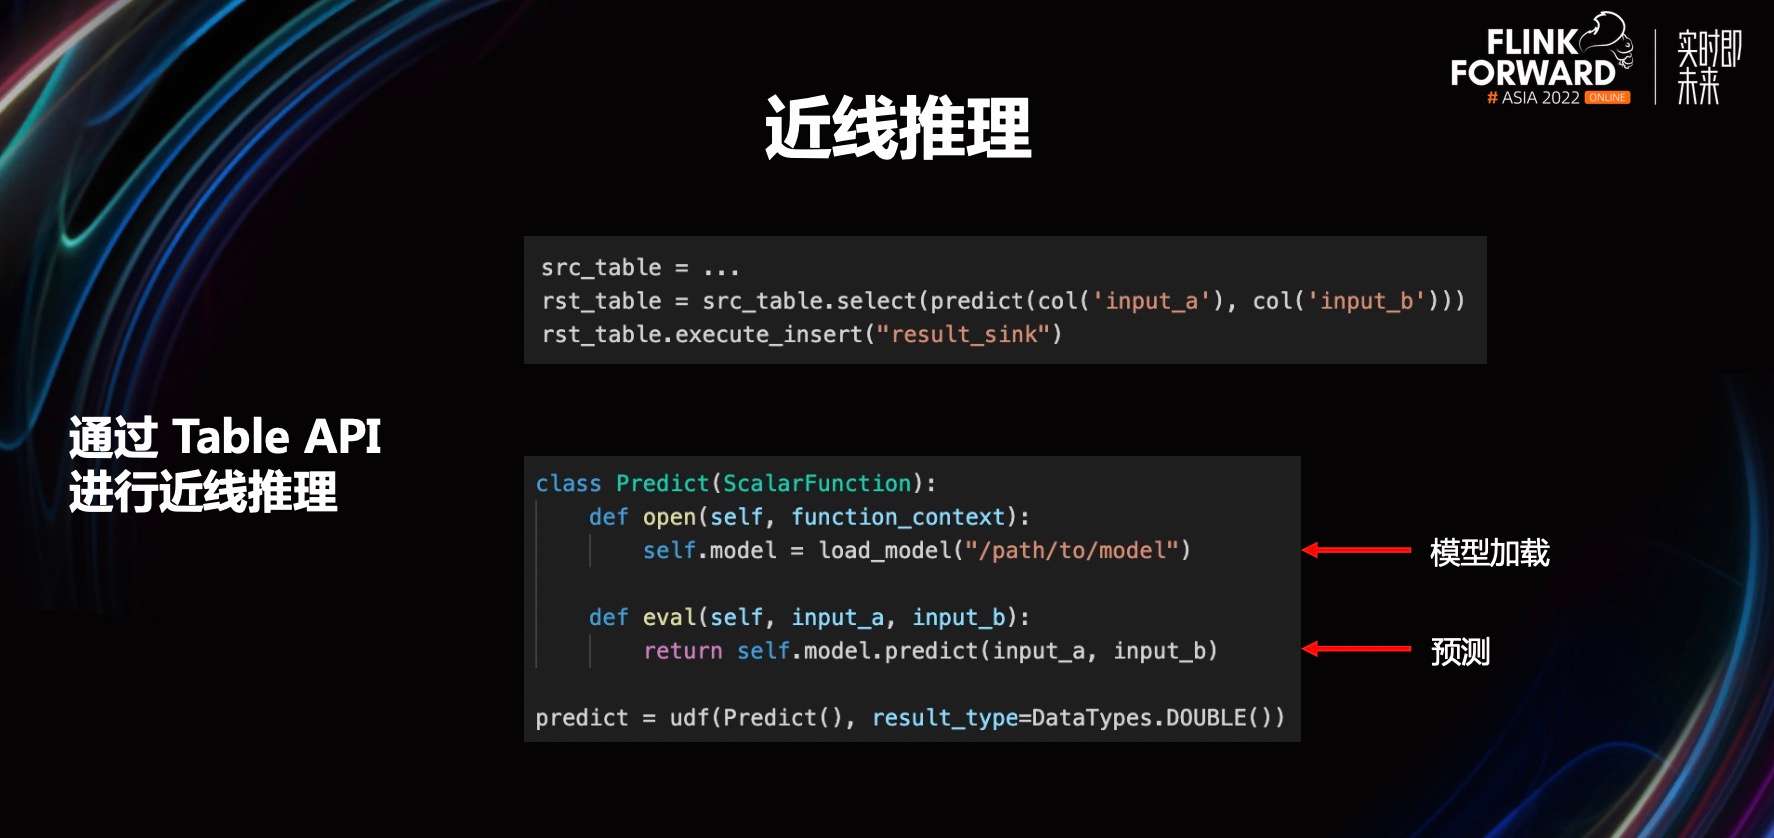 FLINK
FORWARD
# ASIA 2022 ONLINE
实时即
未来
近线推理
src_table = ...
rst_table = src_table.select(predict(col('input_a'), col('input_b')))
rst_table.execute_insert("result_sink")
通过 Table API
进行近线推理
class Predict(ScalarFunction):
def open(self, function_context):
self.model = load_model("/path/to/model")
模型加载
def eval(self, input_a, input_b):
return self.model.predict(input_a, input_b)
预测
predict = udf(Predict(), result_type=DataTypes.DOUBLE())